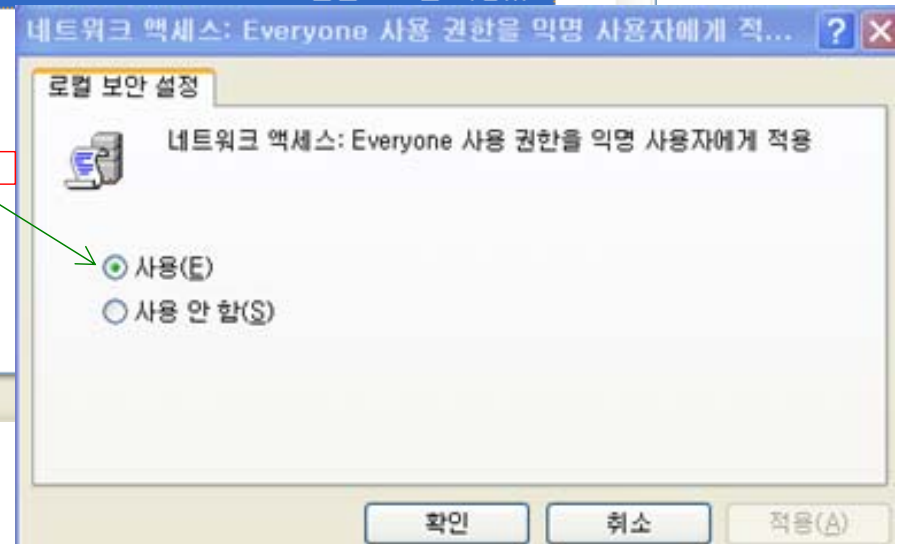 네트워크 액세스: Everyone 사용 권한을 익명 사용자에게 적...
로컬 보안 설정
네트워크 액세스: Everyone 사용 권한을 익명 사용자에게 적용
사용(E)
사용 안 함(S)
확인
취소
적용(A)